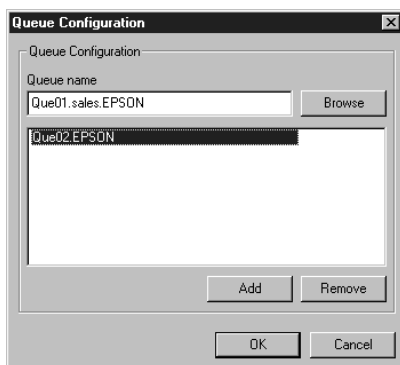 Queue Configuration
Queue Configuration
Queue name
Que01.sales.EPSON
Browse
Que02.EPSON
Add
Remove
OK
Cancel